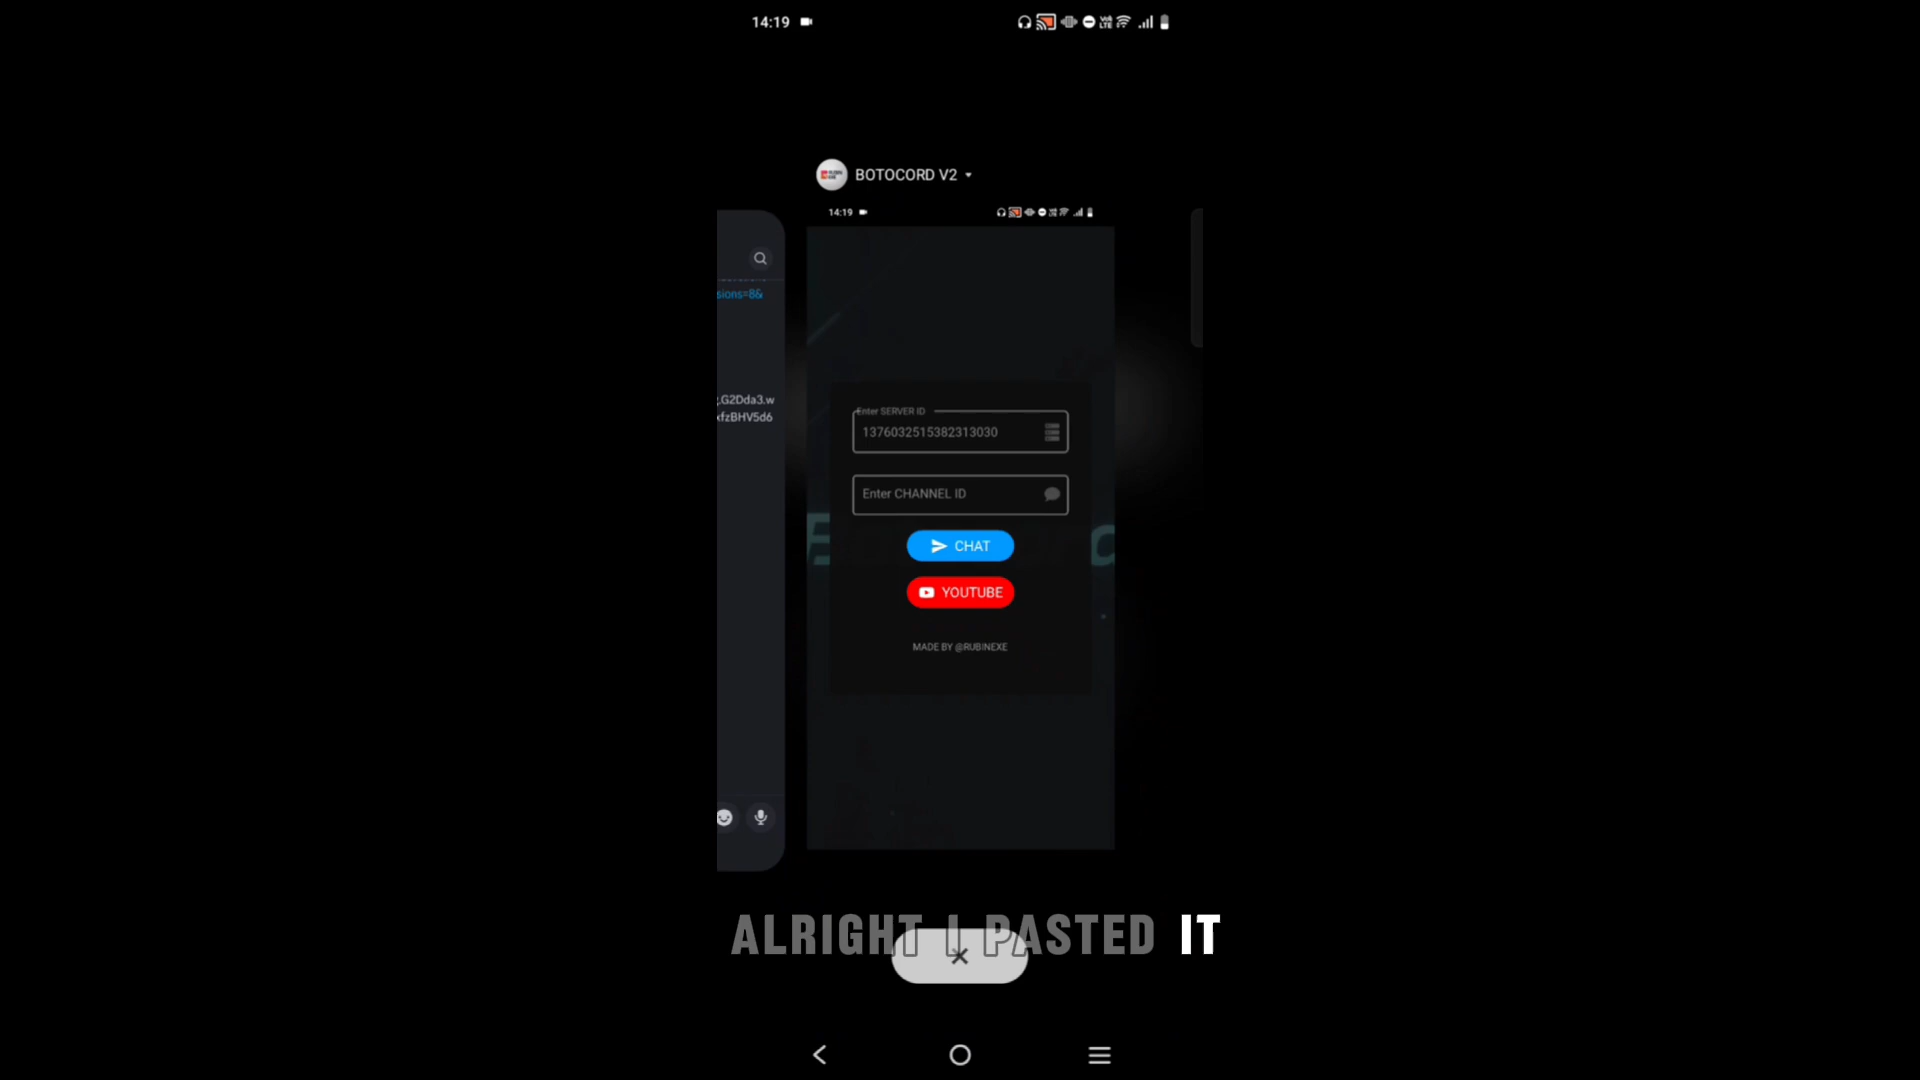 14:19
BOTOCORD V2
14:19
sions=8&
.G2Dda3.w
xfzBHV5d6
Enter SERVER ID
1376032515382313030
Enter CHANNEL ID
CHAT
YOUTUBE
MADE BY @RUBINEXE
ALRIGHT I PASTED IT